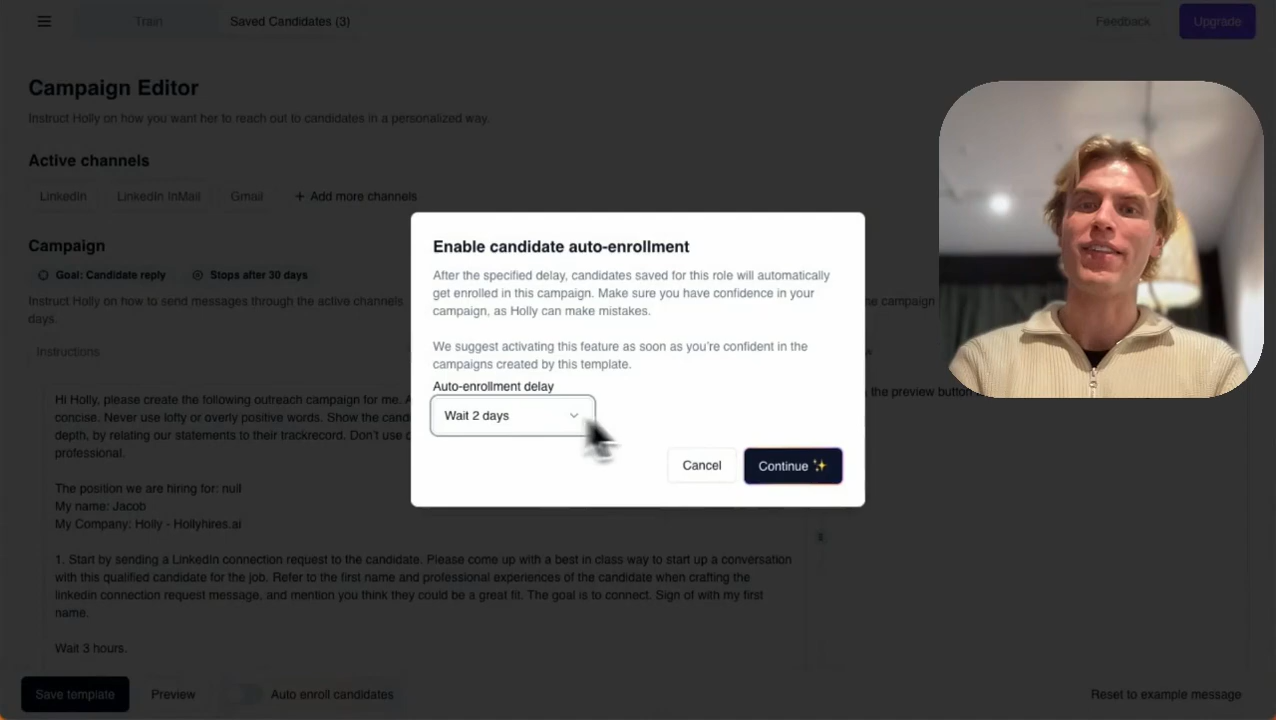 Train
Saved Candidates (3)
Feedback
Upgrade
Campaign Editor
Instruct Holly on how you want her to reach out to candidates in a personalized way.
Active channels
LinkedIn
LinkedIn InMail
Gmail
+ Add more channels
Campaign
Goal: Candidate reply
Stops after 30 days
Instruct Holly on how to send messages through the active channels
he campaign
days.
Instructions
Hi Holly, please create the following outreach campaign for me.
concise. Never use lofty or overly positive words. Show the cand
depth, by relating our statements to their trackrecord. Don't use
professional.
the preview button
The position we are hiring for: null
My name: Jacob
My Company: Holly - Hollyhires.ai
1. Start by sending a LinkedIn connection request to the candidate. Please come up with a best in class way to start up a conversation
with this qualified candidate for the job. Refer to the first name and professional experiences of the candidate when crafting the
linkedin connection request message, and mention you think they could be a great fit. The goal is to connect. Sign of with my first
name.
Wait 3 hours.
Enable candidate auto-enrollment
After the specified delay, candidates saved for this role will automatically
get enrolled in this campaign. Make sure you have confidence in your
campaign, as Holly can make mistakes.
We suggest activating this feature as soon as you're confident in the
campaigns created by this template.
Auto-enrollment delay
Wait 2 days
Cancel
Continue ✨
Save template
Preview
Auto enroll candidates
Reset to example message